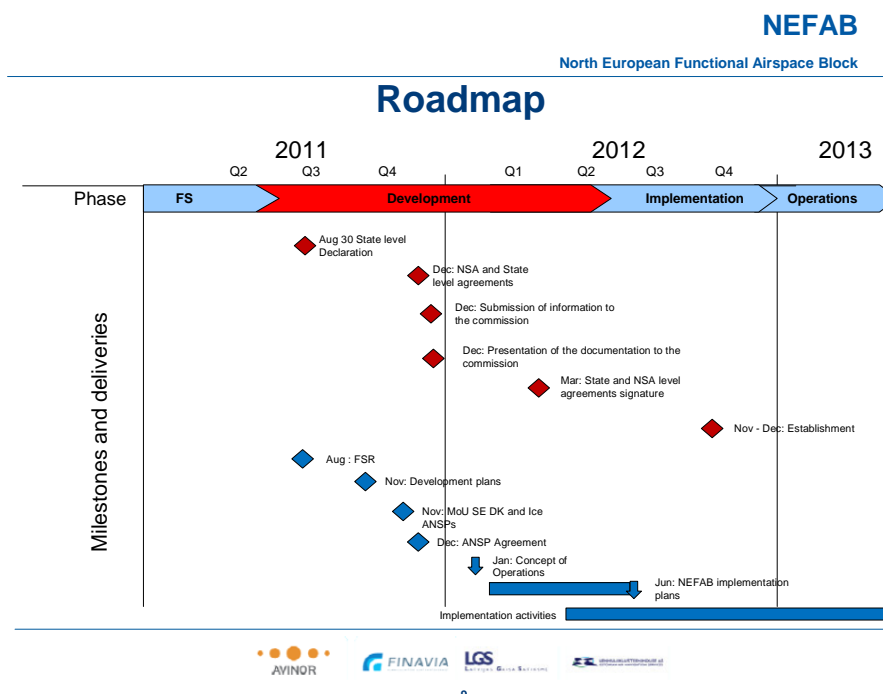 NEFAB
North European Functional Airspace Block
Roadmap
2011 2012 2013
Q2 Q3 Q4 Q1 Q2 Q3 Q4
Phase FS Development Implementation Operations
Milestones and deliveries
Aug 30 State level
Declaration
Dec: NSA and State
level agreements
Dec: Submission of information to
the commission
Dec: Presentation of the documentation to the
commission
Mar: State and NSA level
agreements signature
Nov - Dec: Establishment
Aug : FSR
Nov: Development plans
Nov: MoU SE DK and Ice
ANSPs
Dec: ANSP Agreement
Jan: Concept of
Operations
Jun: NEFAB implementation
plans
Implementation activities
AVINOR FINAVIA LGS